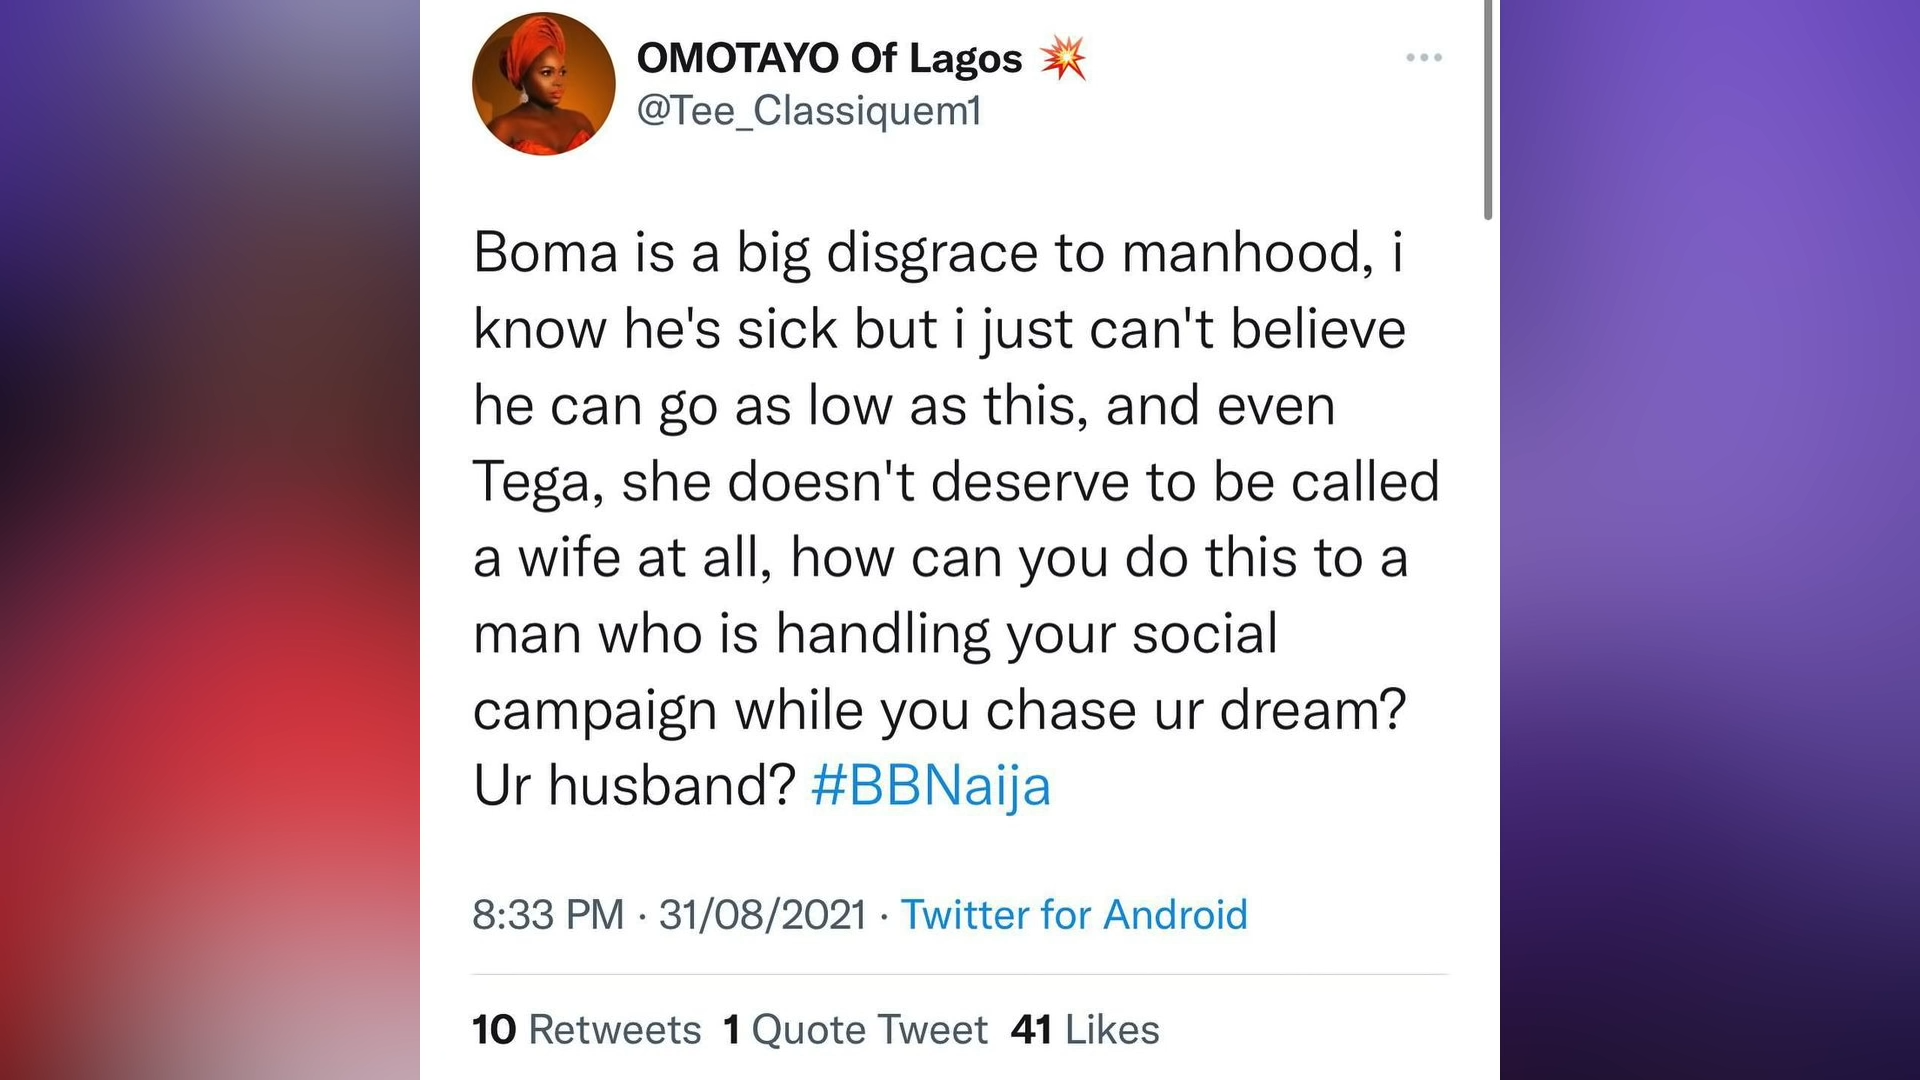 OMOTAYO Of Lagos 💥
@Tee_Classiquem1
Boma is a big disgrace to manhood, i
know he's sick but i just can't believe
he can go as low as this, and even
Tega, she doesn't deserve to be called
a wife at all, how can you do this to a
man who is handling your social
campaign while you chase ur dream?
Ur husband? #BBNaija
8:33 PM · 31/08/2021 · Twitter for Android
10 Retweets 1 Quote Tweet 41 Likes